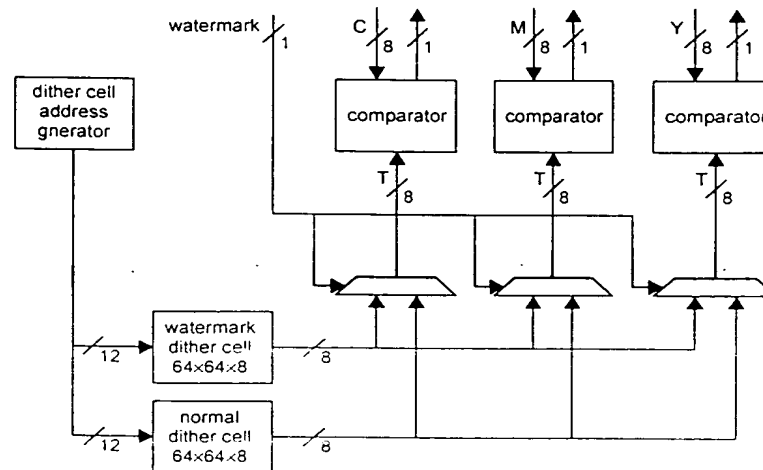 watermark 1 C 8 1 M 8 1 Y 8 1
dither cell
address
gnerator
comparator comparator comparator
T 8 T 8 T 8
12
watermark
dither cell
64×64×8
8
12
normal
dither cell
64×64×8
8